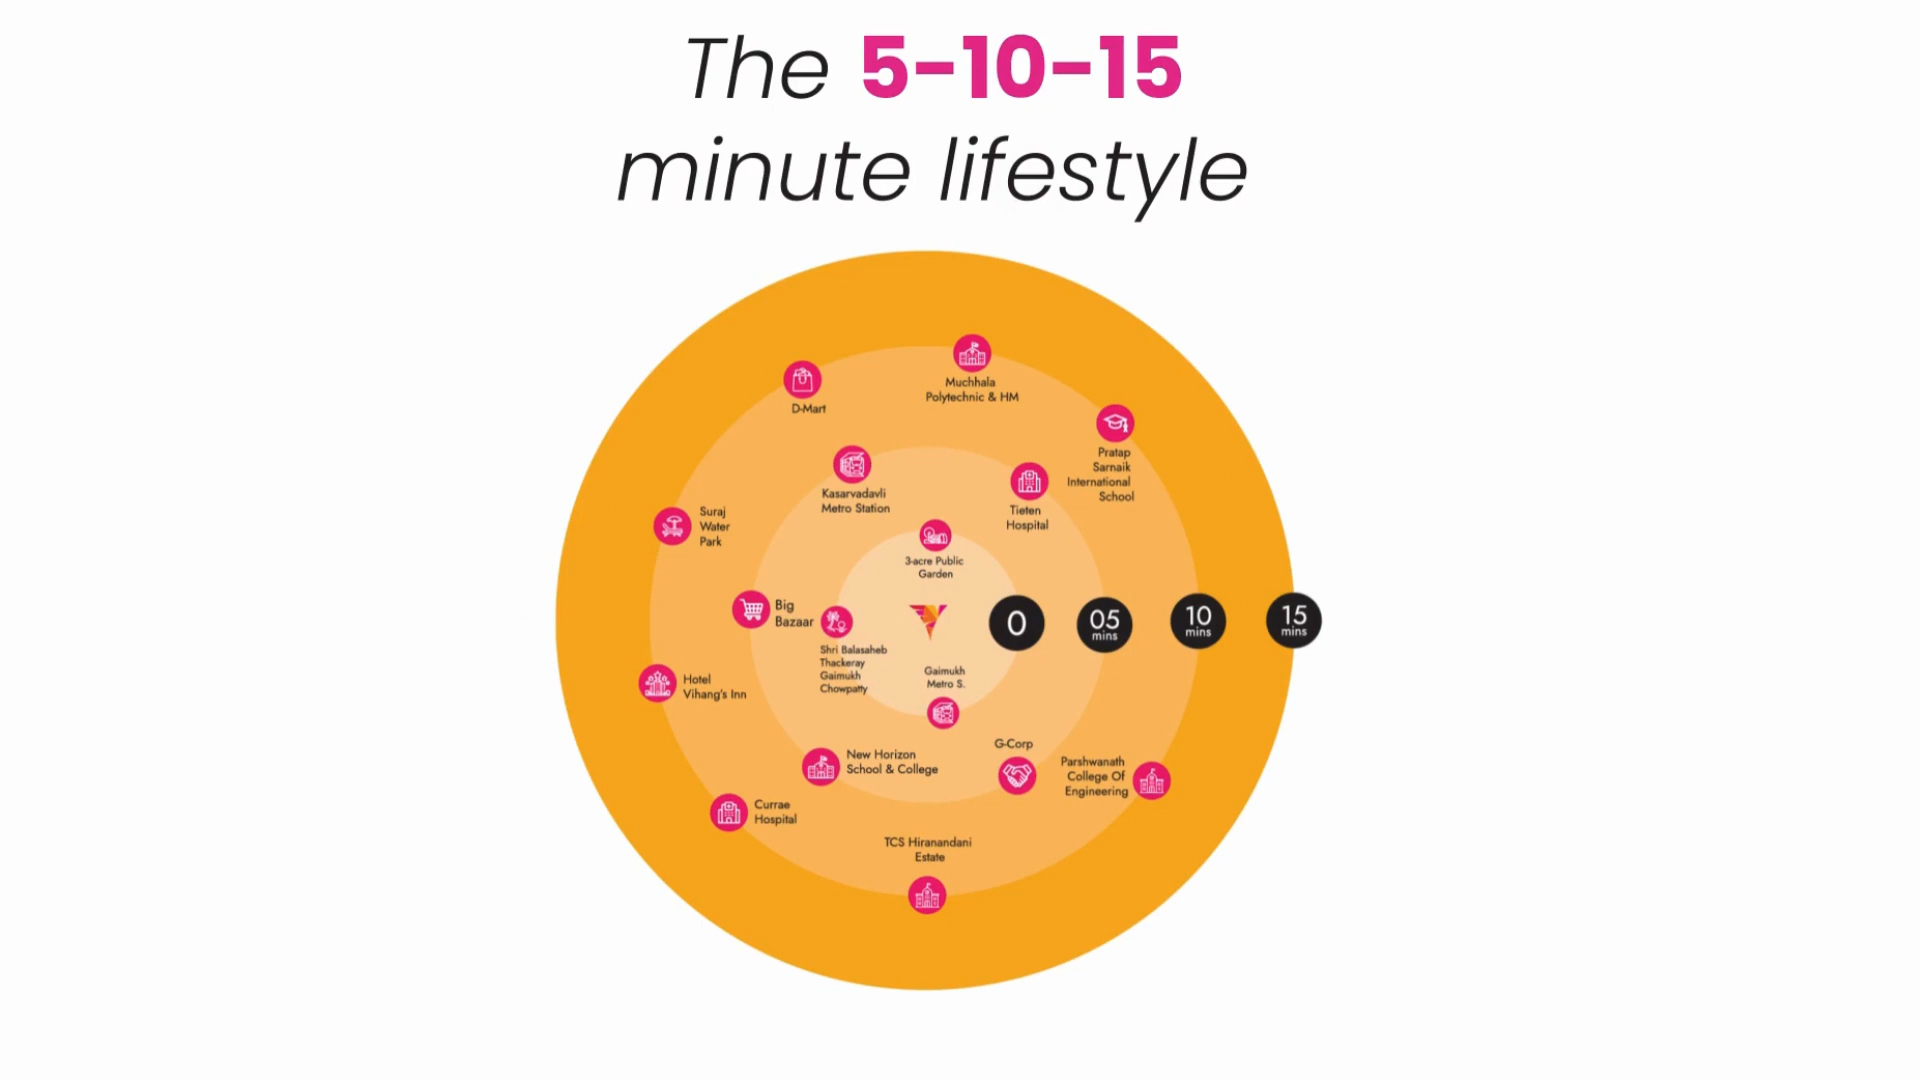 The 5-10-15
minute lifestyle
Muchhala
Polytechnic & HM
D-Mart
Pratap
Sarnaik
International
School
Kasarvadavli
Metro Station
Tieten
Hospital
Suraj
Water
Park
3-acre Public
Garden
Big
Bazaar
0
05
mins
10
mins
15
mins
Shri Balasaheb
Thackeray
Gaimukh
Chowpatty
Gaimukh
Metro S.
Hotel
Vihang's Inn
New Horizon
School & College
G-Corp
Parshwanath
College Of
Engineering
Currae
Hospital
TCS Hiranandani
Estate